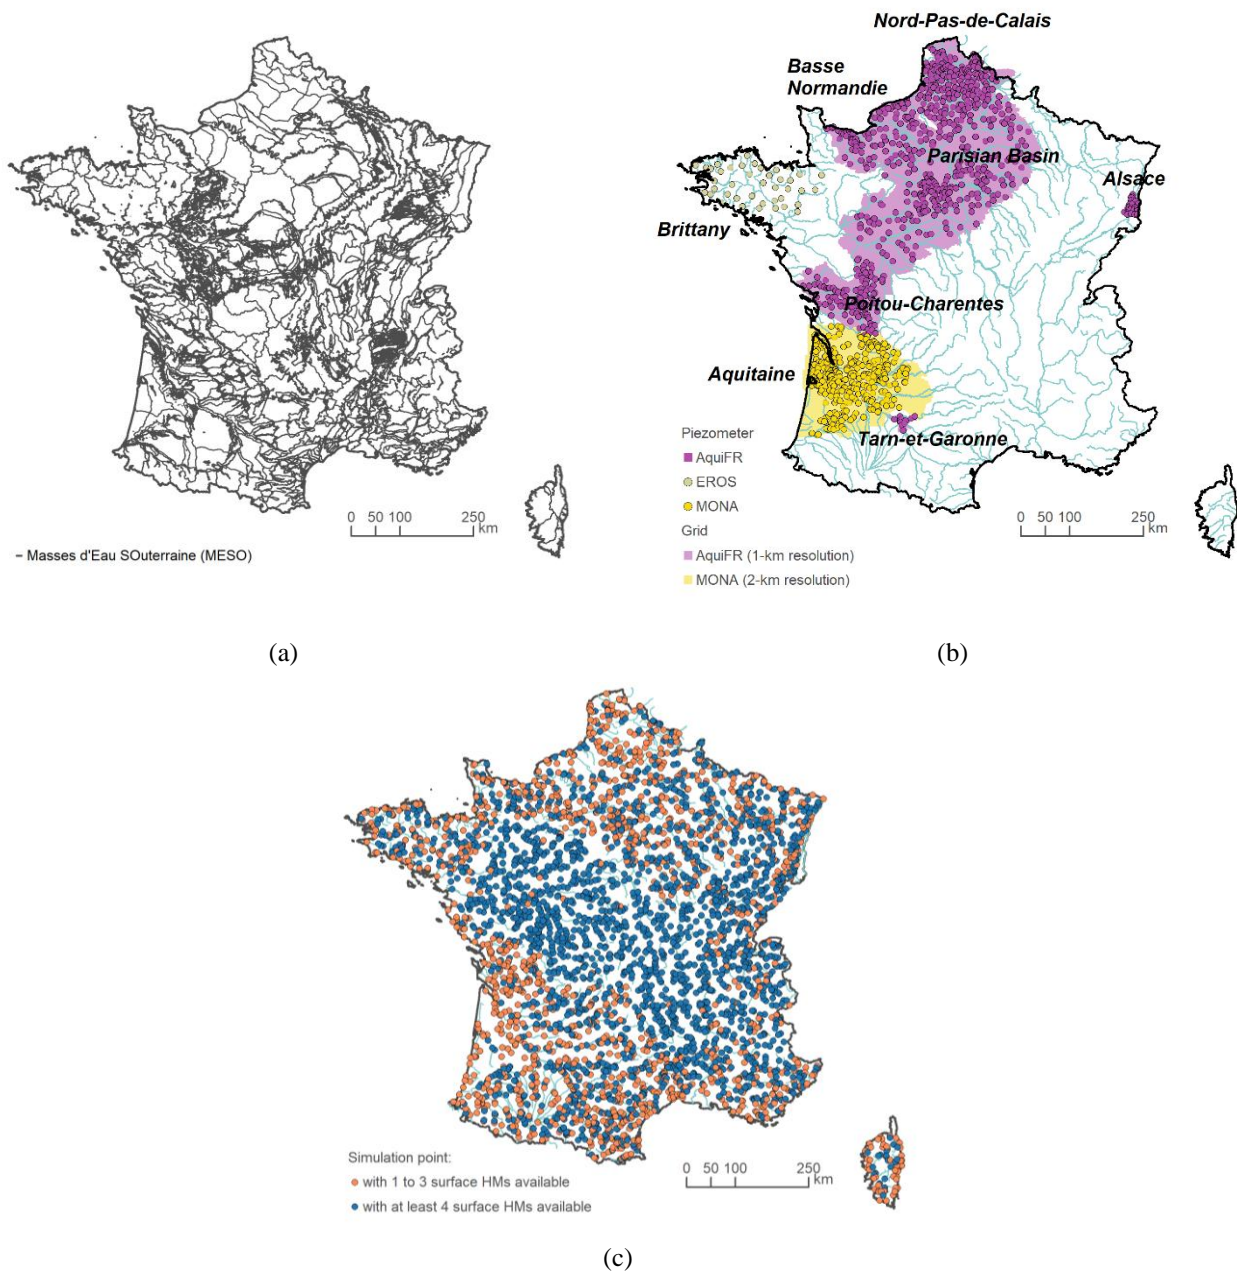 0 50 100 250
km
– Masses d'Eau SOuterraine (MESO)
(a)
Nord-Pas-de-Calais
Basse
Normandie
Parisian Basin
Alsace
Brittany
Poitou-Charentes
Aquitaine
Tarn-et-Garonne
Piezometer
AquiFR
EROS
MONA
Grid
AquiFR (1-km resolution)
MONA (2-km resolution)
0 50 100 250
km
(b)
Simulation point:
with 1 to 3 surface HMs available
with at least 4 surface HMs available
0 50 100 250
km
(c)